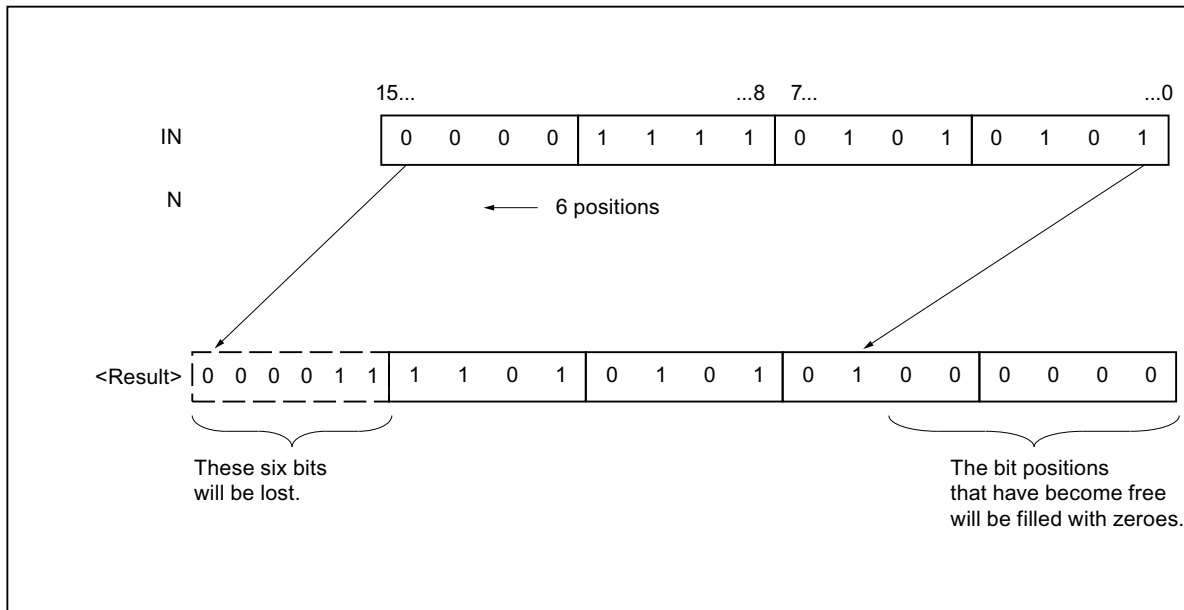 15... ...8 7... ...0
IN 0 0 0 0 1 1 1 1 0 1 0 1 0 1 0 1
N 6 positions
<Result> 0 0 0 0 1 1 1 1 0 1 0 1 0 1 0 1 0 0 0 0 0 0
These six bits
will be lost.
The bit positions
that have become free
will be filled with zeroes.